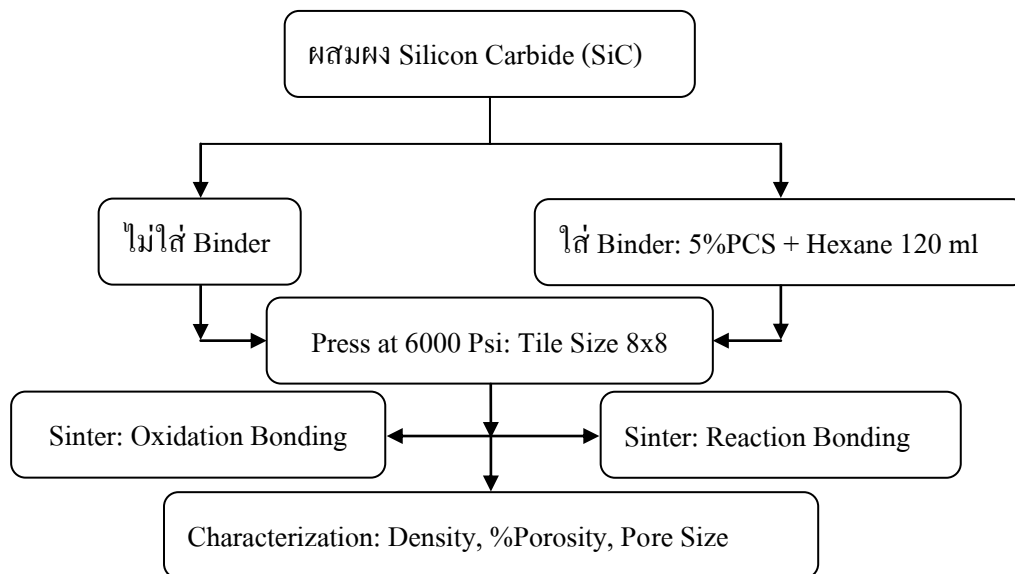 ผสมผง Silicon Carbide (SiC)
ไม่ใส่ Binder
ใส่ Binder: 5%PCS + Hexane 120 ml
Press at 6000 Psi: Tile Size 8x8
Sinter: Oxidation Bonding
Sinter: Reaction Bonding
Characterization: Density, %Porosity, Pore Size